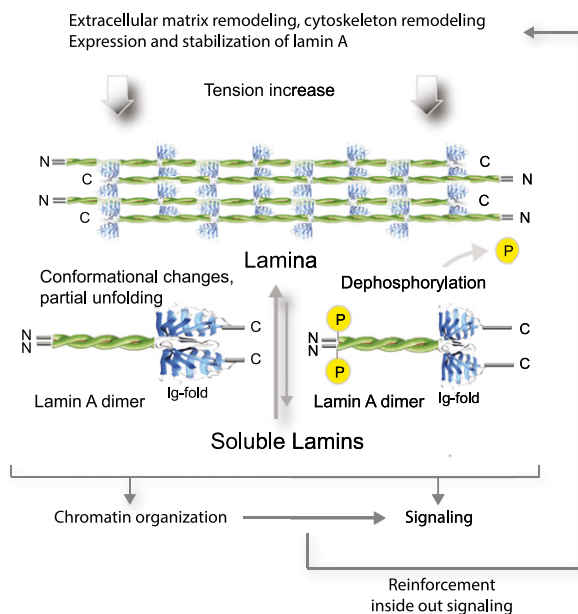 Extracellular matrix remodeling, cytoskeleton remodeling
Expression and stabilization of lamin A
Tension increase
N
C
C
N
N
C
C
N
P
Lamina
Dephosphorylation
Conformational changes,
partial unfolding
N
N
C
C
P
N
N
P
C
C
Lamin A dimer
Ig-fold
Lamin A dimer
Ig-fold
Soluble Lamins
Chromatin organization
Signaling
Reinforcement
inside out signaling